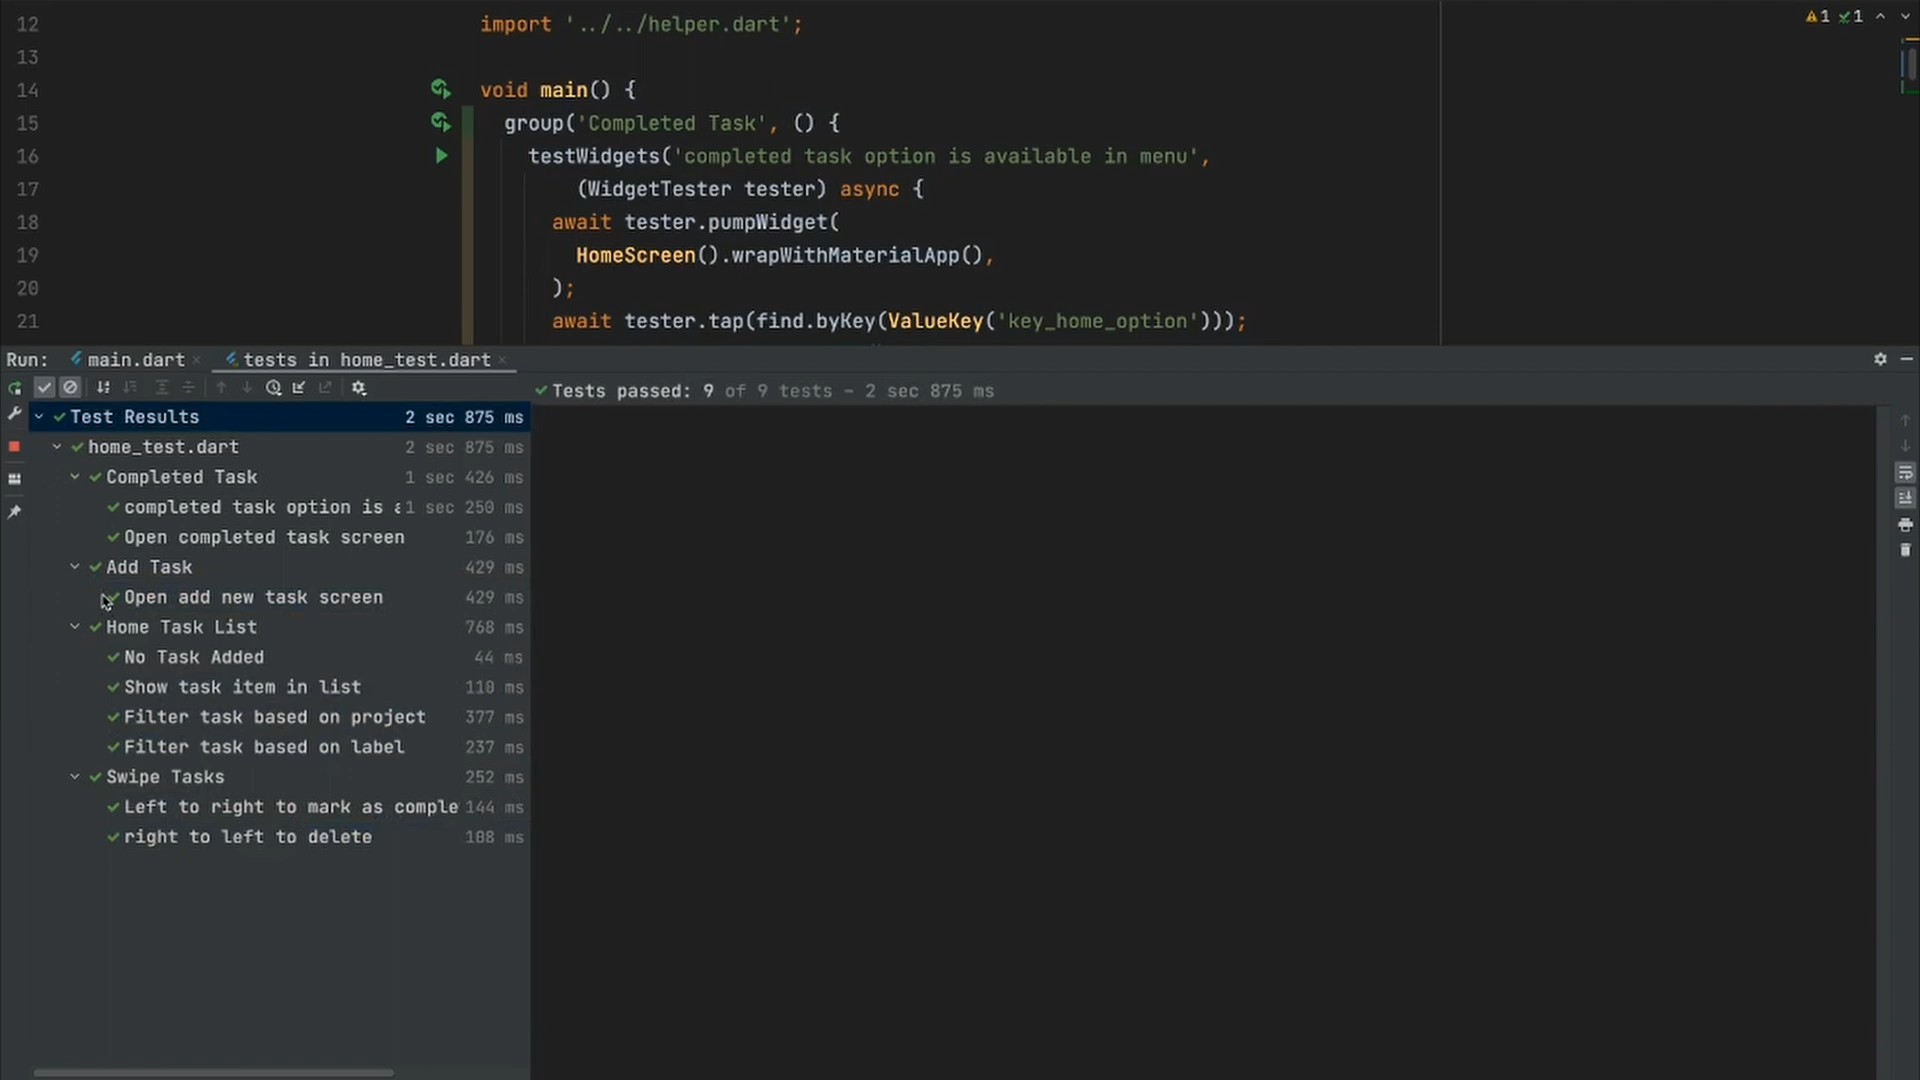 12 import '../../helper.dart';
1 1
13
14 void main() {
15 group('Completed Task', () {
16 testWidgets('completed task option is available in menu',
17 (WidgetTester tester) async {
18 await tester.pumpWidget(
19 HomeScreen().wrapWithMaterialApp(),
20 );
21 await tester.tap(find.byKey(ValueKey('key_home_option')));
Run: main.dart tests in home_test.dart
Tests passed: 9 of 9 tests – 2 sec 875 ms
Test Results 2 sec 875 ms
home_test.dart 2 sec 875 ms
Completed Task 1 sec 426 ms
completed task option is 1 sec 250 ms
Open completed task screen 176 ms
Add Task 429 ms
Open add new task screen 429 ms
Home Task List 768 ms
No Task Added 44 ms
Show task item in list 110 ms
Filter task based on project 377 ms
Filter task based on label 237 ms
Swipe Tasks 252 ms
Left to right to mark as comple 144 ms
right to left to delete 108 ms